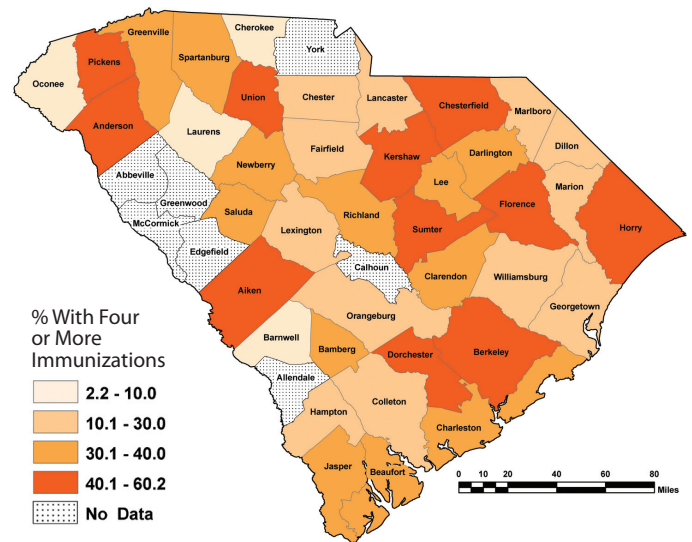 Cherokee
Greenville
York
Spartanburg
Pickens
Oconee
Union
Chester
Lancaster
Chesterfield
Marlboro
Anderson
Laurens
Dillon
Fairfield
Kershaw
Darlington
Newberry
Abbeville
Lee
Marion
Greenwood
Florence
Saluda
Richland
McCormick
Lexington
Sumter
Horry
Edgefield
Calhoun
Clarendon
Williamsburg
Aiken
Georgetown
Orangeburg
Barnwell
Bamberg
Dorchester
Berkeley
Allendale
Colleton
Hampton
Charleston
Jasper
Beaufort
% With Four
or More
Immunizations
2.2 - 10.0
10.1 - 30.0
30.1 - 40.0
40.1 - 60.2
No Data
0 5 10 20 40 60 80
Miles